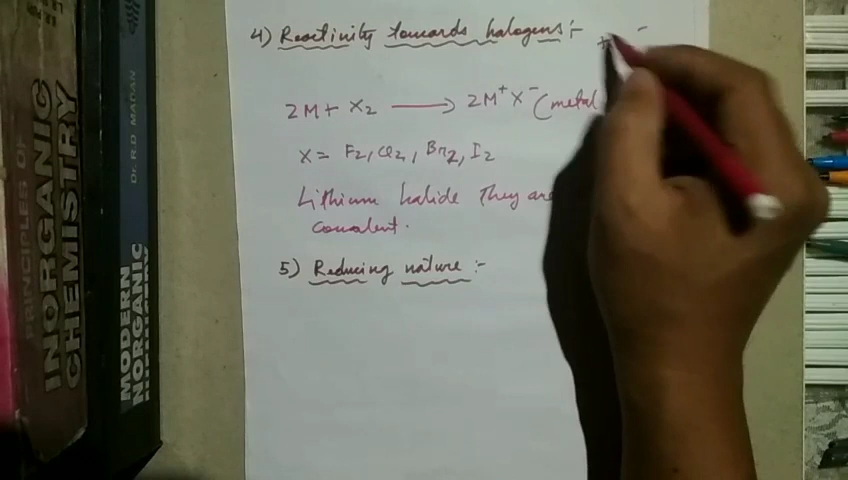 4) Reactivity towards halogens :-
+ -
2M + X2 → 2M+ X- (metal
X = F2, Cl2, Br2, I2
Lithium halide They are
covalent.
5) Reducing nature :-
PRINCIPLES OF
INORGANIC
CHEMISTRY
MODERN
INORGANIC
Dr. R.D. MADAN